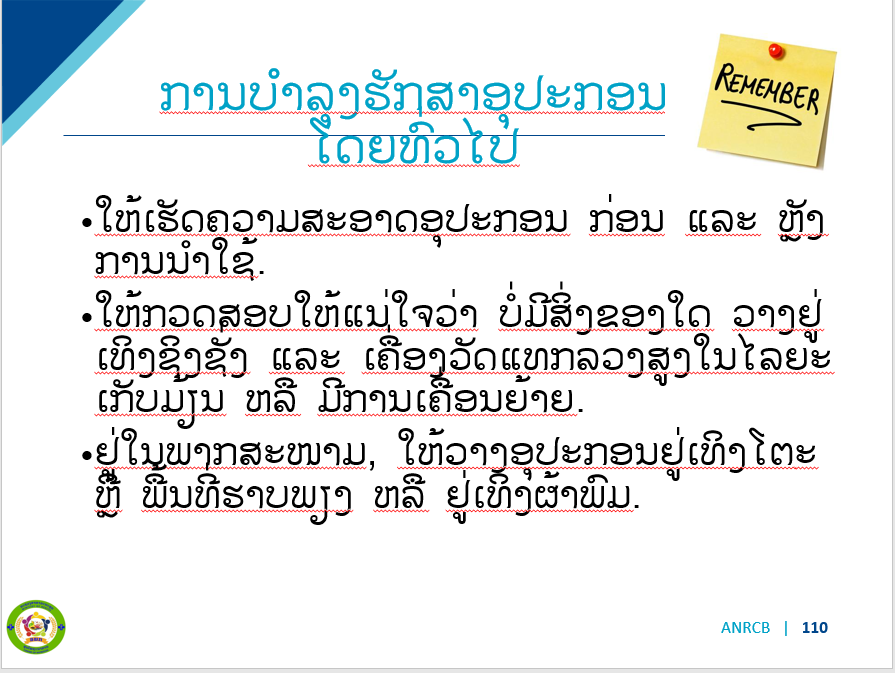 ການບຳລຸງຮັກສາອຸປະກອນ
ໂດຍທົ່ວໄປ
REMEMBER
•ໃຫ້ເຮັດຄວາມສະອາດອຸປະກອນ ກ່ອນ ແລະ ຫຼັງ
ການນຳໃຊ້.
•ໃຫ້ກວດສອບໃຫ້ແນ່ໃຈວ່າ ບໍ່ມີສິ່ງຂອງໃດ ວາງຢູ່
ເທິງຊິງຊັ່ງ ແລະ ເຄື່ອງວັດແທກລວງສູງໃນໄລຍະ
ເກັບມ້ຽນ ຫລື ມີການເຄື່ອນຍ້າຍ.
•ຢູ່ໃນພາກສະໜາມ, ໃຫ້ວາງອຸປະກອນຢູ່ເທິງໂຕະ
ຫຼື ພື້ນທີ່ຮາບພຽງ ຫລື ຢູ່ເທິງຜ້າພົມ.
ANRCB | 110